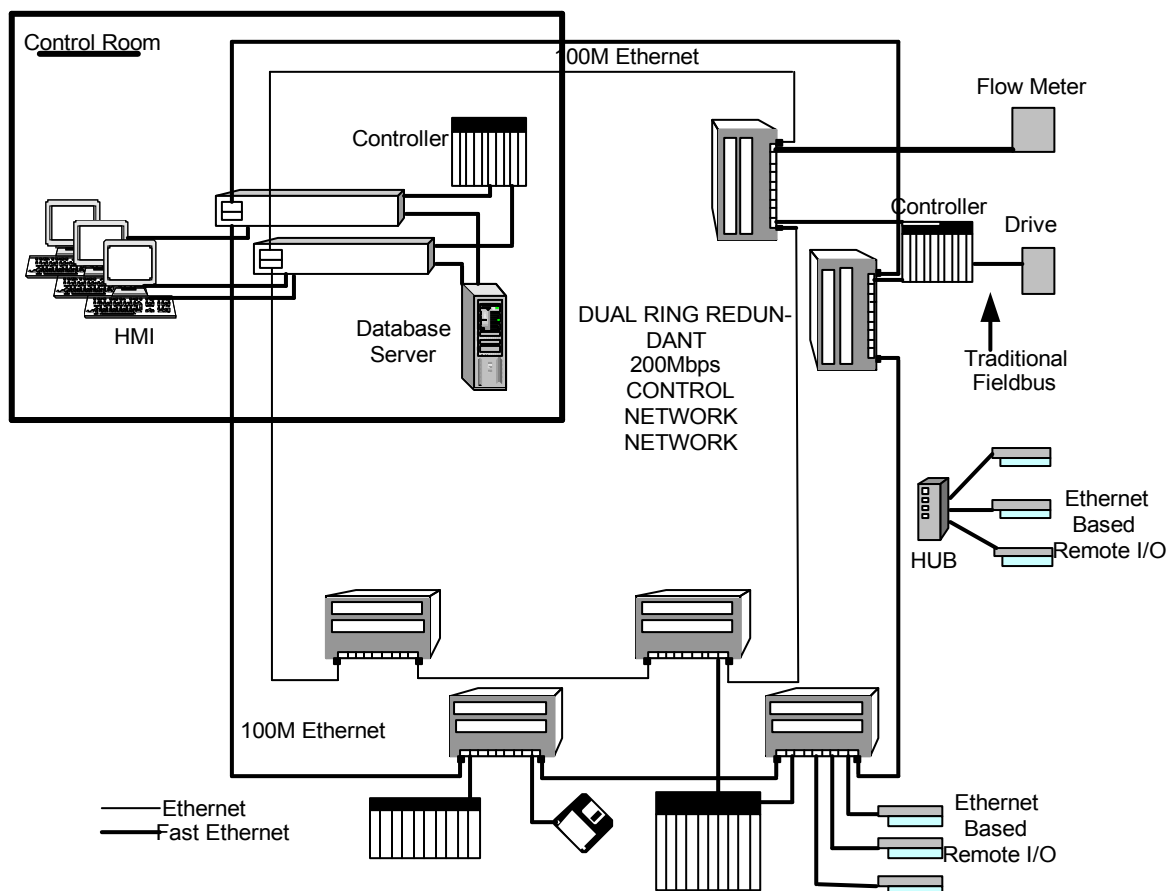 Control Room
100M Ethernet
Flow Meter
Controller
Controller
Drive
HMI
Database
Server
DUAL RING REDUN-
DANT
200Mbps
CONTROL
NETWORK
NETWORK
Traditional
Fieldbus
HUB
Ethernet
Based
Remote I/O
100M Ethernet
Ethernet
Fast Ethernet
Ethernet
Based
Remote I/O